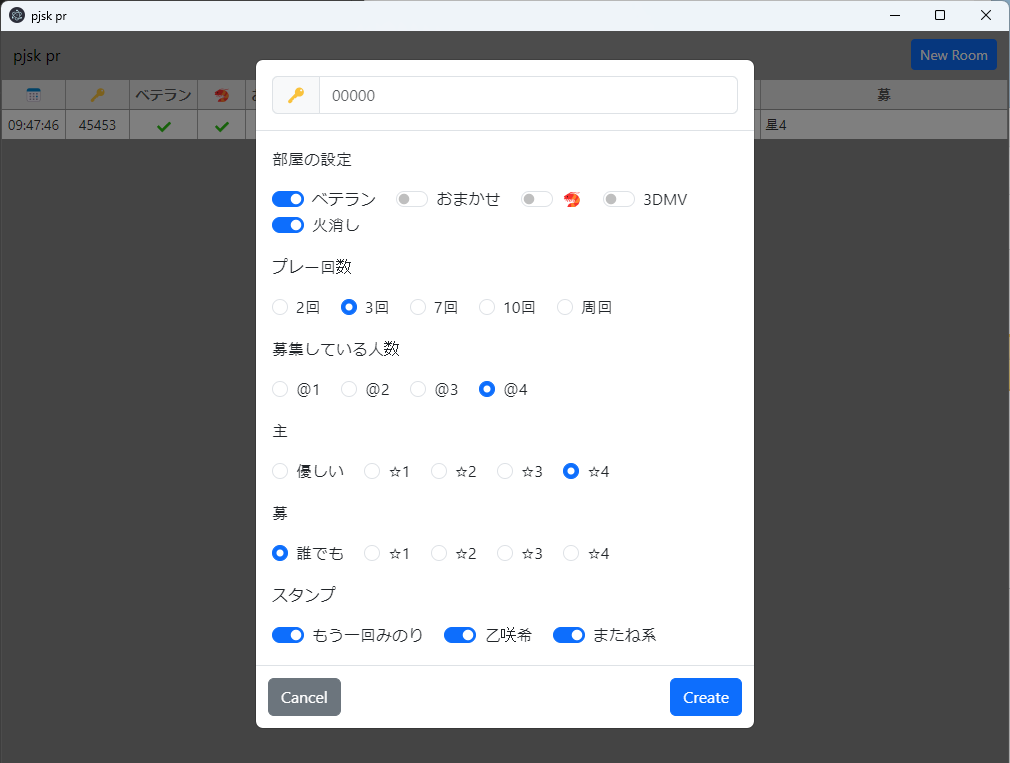 pjsk pr
pjsk pr
New Room
ベテラン
募
09:47:46 45453
星4
00000
部屋の設定
ベテラン おまかせ 3DMV
火消し
プレー回数
2回 3回 7回 10回 周回
募集している人数
@1 @2 @3 @4
主
優しい ☆1 ☆2 ☆3 ☆4
募
誰でも ☆1 ☆2 ☆3 ☆4
スタンプ
もう一回みのり 乙咲希 またね系
Cancel Create